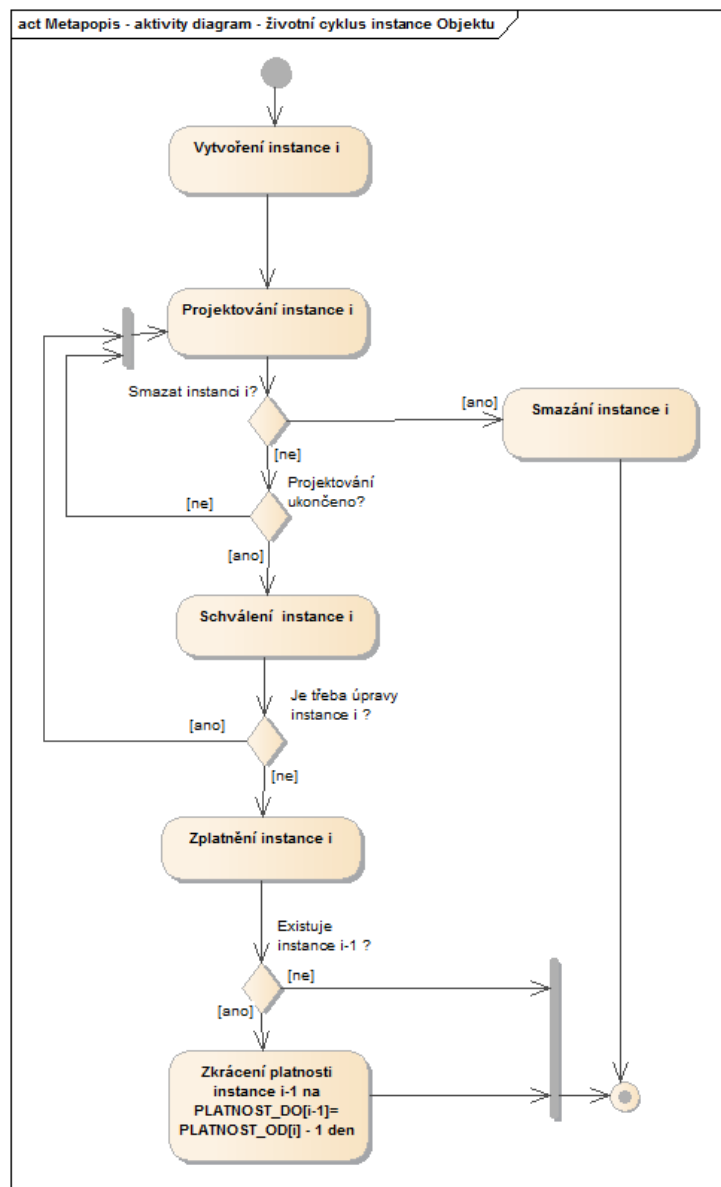 act Metapopis - aktivity diagram - životní cyklus instance Objektu
Vytvoření instance i
Projektování instance i
Smazat instanci i?
[ano]
Smazání instance i
[ne]
Projektování
ukončeno?
[ne]
[ano]
Schválení  instance i
Je třeba úpravy
instance i ?
[ano]
[ne]
Zplatnění instance i
Existuje
instance i-1 ?
[ne]
[ano]
Zkrácení platnosti
instance i-1 na
PLATNOST_DO[i-1]=
PLATNOST_OD[i] - 1 den